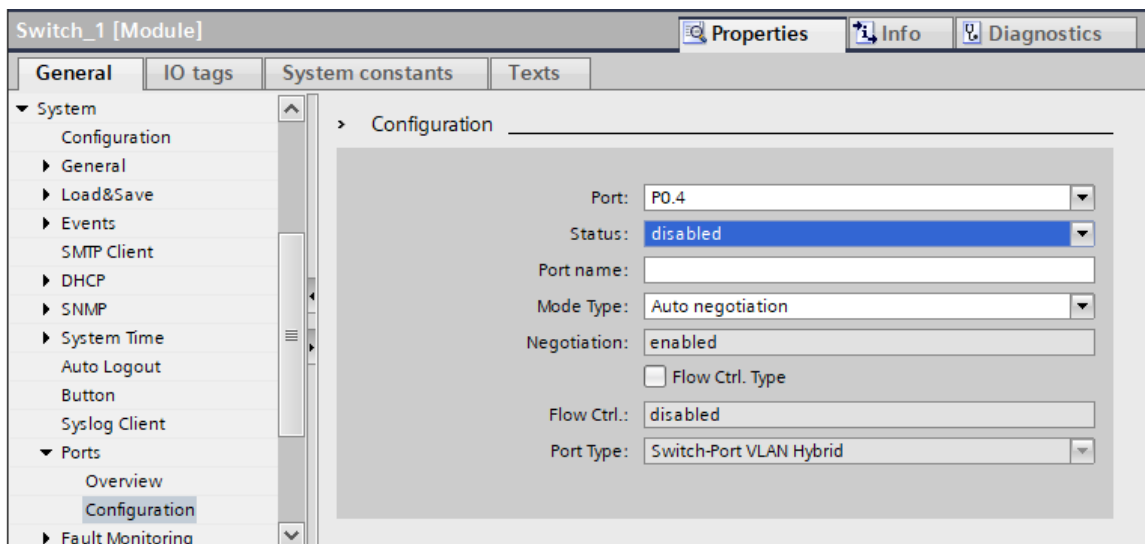 Switch_1 [Module]
Properties
Info
Diagnostics
General
IO tags
System constants
Texts
System
Configuration
General
Load&Save
Events
SMTP Client
DHCP
SNMP
System Time
Auto Logout
Button
Syslog Client
Ports
Overview
Configuration
Fault Monitoring
Configuration
Port: P0.4
Status: disabled
Port name:
Mode Type: Auto negotiation
Negotiation: enabled
Flow Ctrl. Type
Flow Ctrl.: disabled
Port Type: Switch-Port VLAN Hybrid